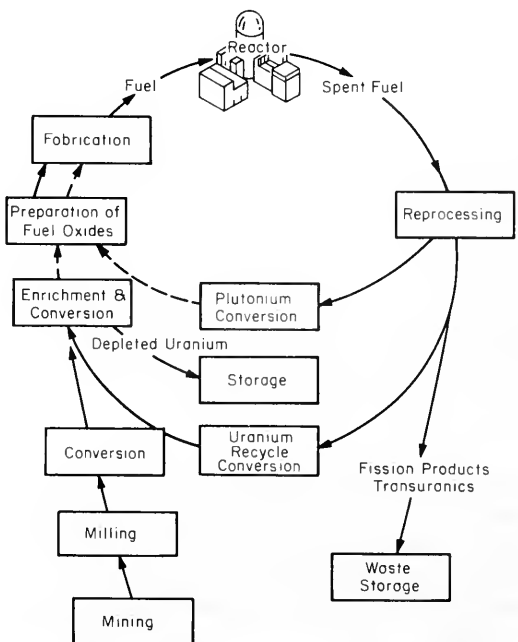 Reactor
Fuel
Spent Fuel
Fobrication
Preparation of
Fuel Oxides
Reprocessing
Enrichment &
Conversion
Plutonium
Conversion
Depleted Uranium
Storage
Conversion
Uranium
Recycle
Conversion
Fission Products
Transuranics
Milling
Waste
Storage
Mining